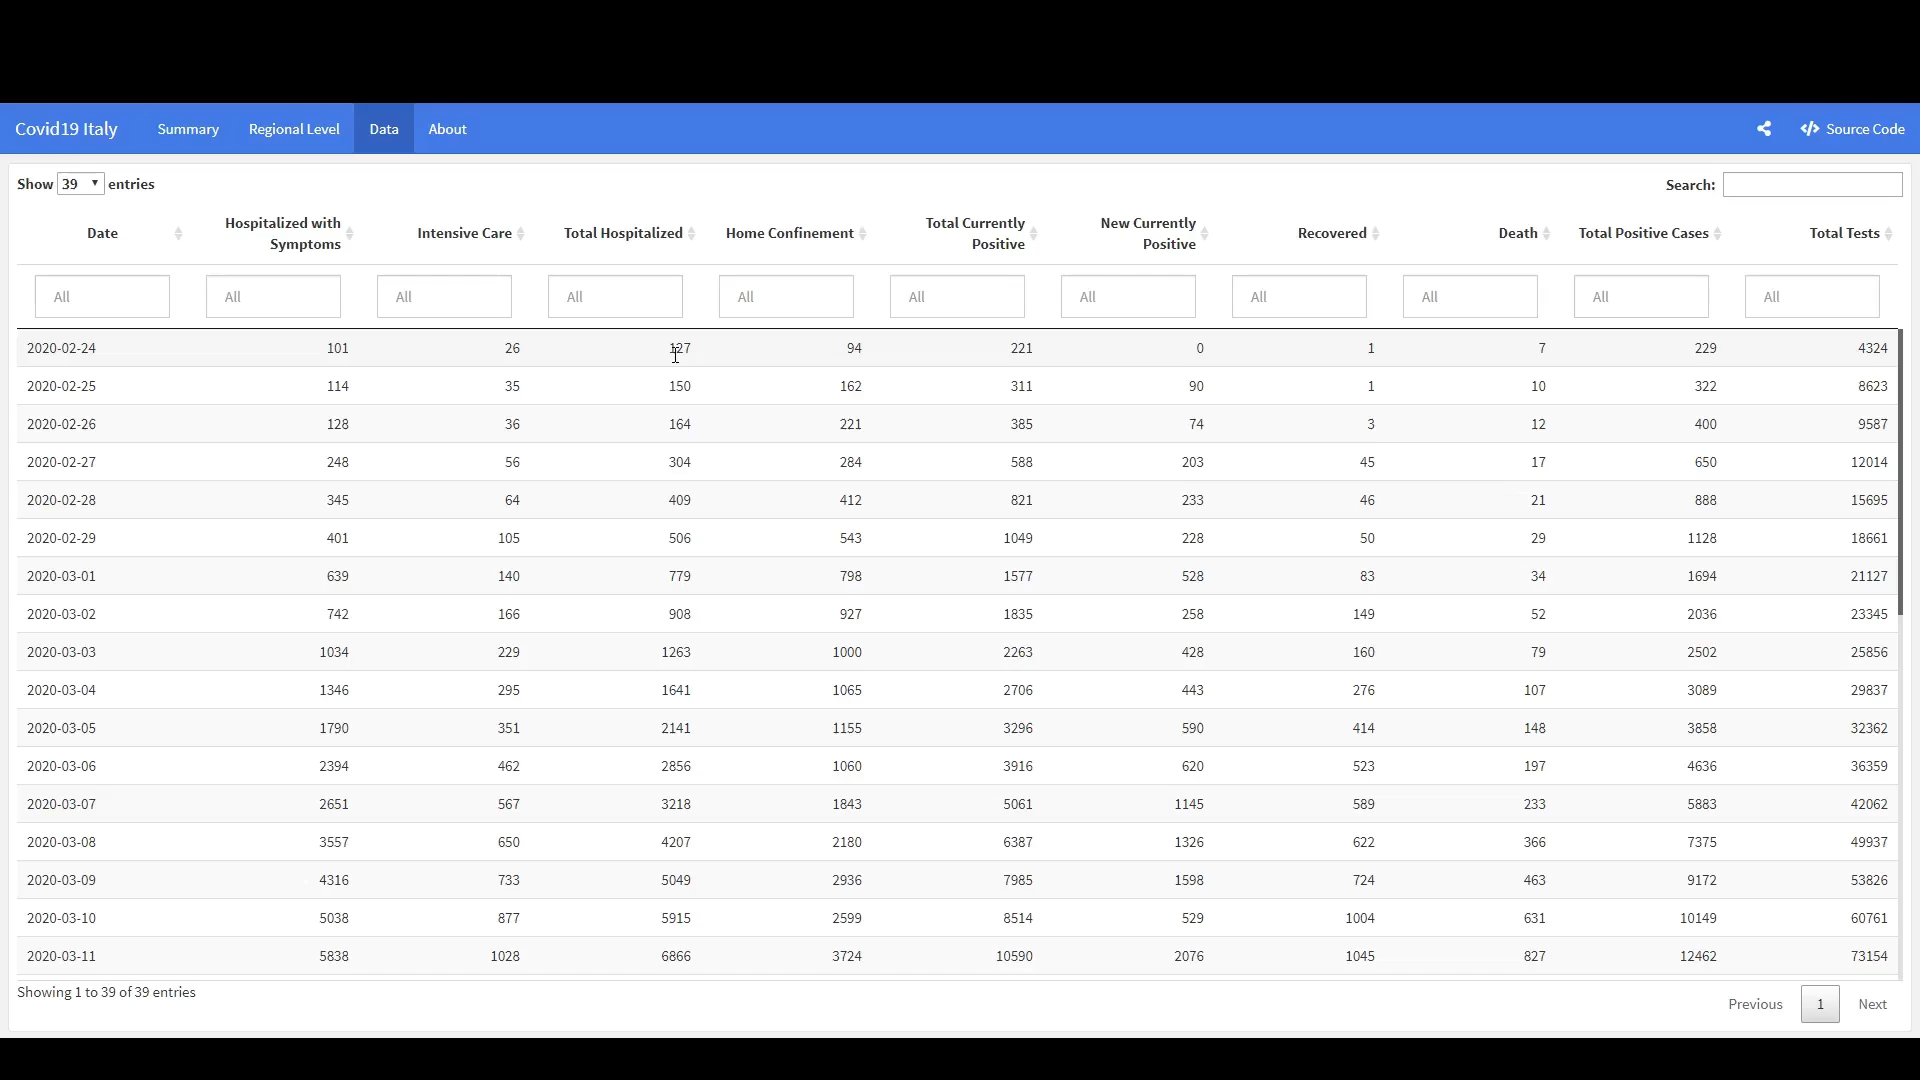 Covid19 Italy Summary Regional Level Data About Source Code
Show 39 entries Search:
Date Hospitalized with Symptoms Intensive Care Total Hospitalized Home Confinement Total Currently Positive New Currently Positive Recovered Death Total Positive Cases Total Tests
All All All All All All All All All All All
2020-02-24 101 26 127 94 221 0 1 7 229 4324
2020-02-25 114 35 150 162 311 90 1 10 322 8623
2020-02-26 128 36 164 221 385 74 3 12 400 9587
2020-02-27 248 56 304 284 588 203 45 17 650 12014
2020-02-28 345 64 409 412 821 233 46 21 888 15695
2020-02-29 401 105 506 543 1049 228 50 29 1128 18661
2020-03-01 639 140 779 798 1577 528 83 34 1694 21127
2020-03-02 742 166 908 927 1835 258 149 52 2036 23345
2020-03-03 1034 229 1263 1000 2263 428 160 79 2502 25856
2020-03-04 1346 295 1641 1065 2706 443 276 107 3089 29837
2020-03-05 1790 351 2141 1155 3296 590 414 148 3858 32362
2020-03-06 2394 462 2856 1060 3916 620 523 197 4636 36359
2020-03-07 2651 567 3218 1843 5061 1145 589 233 5883 42062
2020-03-08 3557 650 4207 2180 6387 1326 622 366 7375 49937
2020-03-09 4316 733 5049 2936 7985 1598 724 463 9172 53826
2020-03-10 5038 877 5915 2599 8514 529 1004 631 10149 60761
2020-03-11 5838 1028 6866 3724 10590 2076 1045 827 12462 73154
Showing 1 to 39 of 39 entries
Previous 1 Next